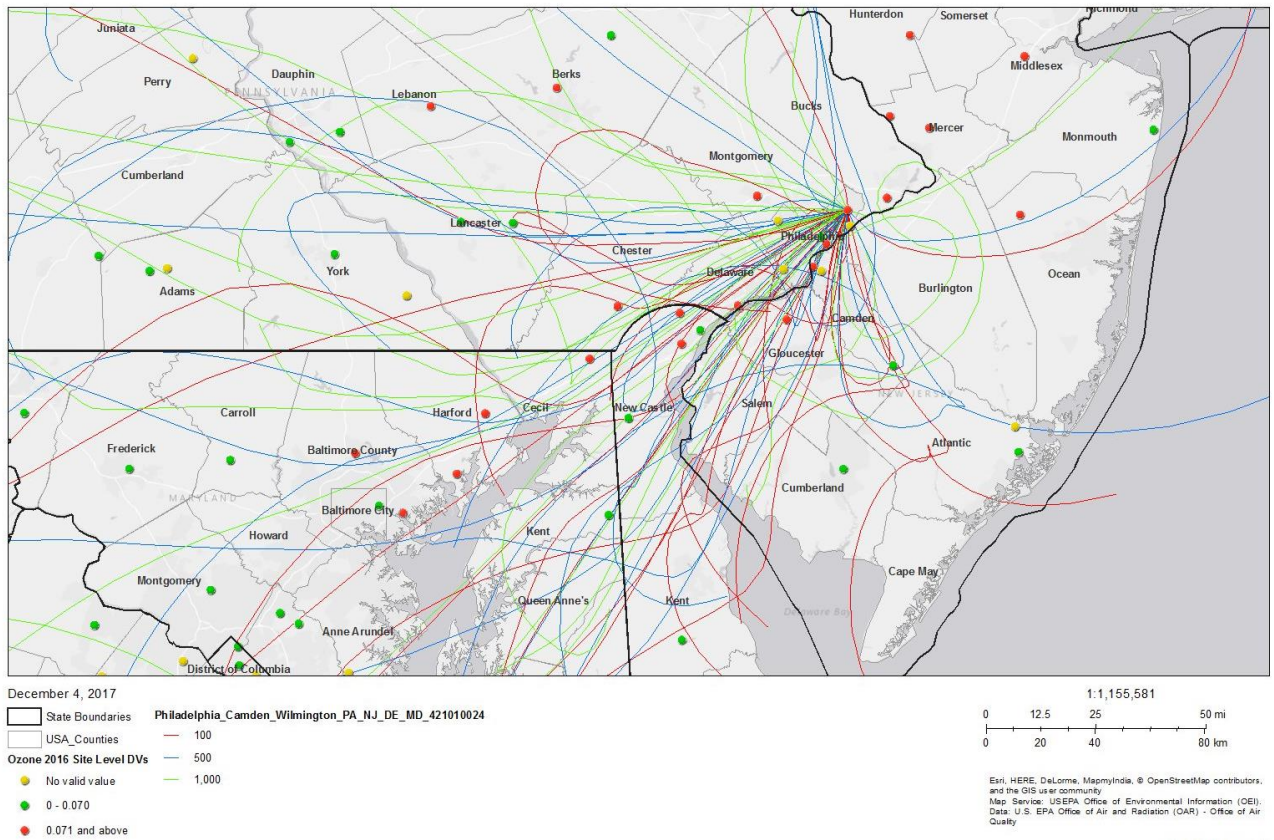 Juniata
Hunterdon
Somerset
Richmond
Perry
Dauphin
PENNSYLVANIA
Lebanon
Berks
Middlesex
Bucks
Mercer
Monmouth
Montgomery
Cumberland
Lancaster
Chester
Philadelphia
York
Delaware
Ocean
Adams
Burlington
Camden
Gloucester
Carroll
Harford
Cecil
New Castle
Salem
NEW JERSEY
Frederick
Baltimore County
Atlantic
Cumberland
MARYLAND
Baltimore City
Howard
Kent
Montgomery
Cape May
Queen Anne's
Kent
Delaware Bay
Anne Arundel
District of Columbia
December 4, 2017
State Boundaries
USA_Counties
Ozone 2016 Site Level DVs
No valid value
0 - 0.070
0.071 and above
Philadelphia_Camden_Wilmington_PA_NJ_DE_MD_421010024
100
500
1,000
1:1,155,581
0 12.5 25 50 mi
0 20 40 80 km
Esri, HERE, DeLorme, MapmyIndia, © OpenStreetMap contributors,
and the GIS user community
Map Service: USEPA Office of Environmental Information (OEI).
Data: U.S. EPA Office of Air and Radiation (OAR) - Office of Air
Quality